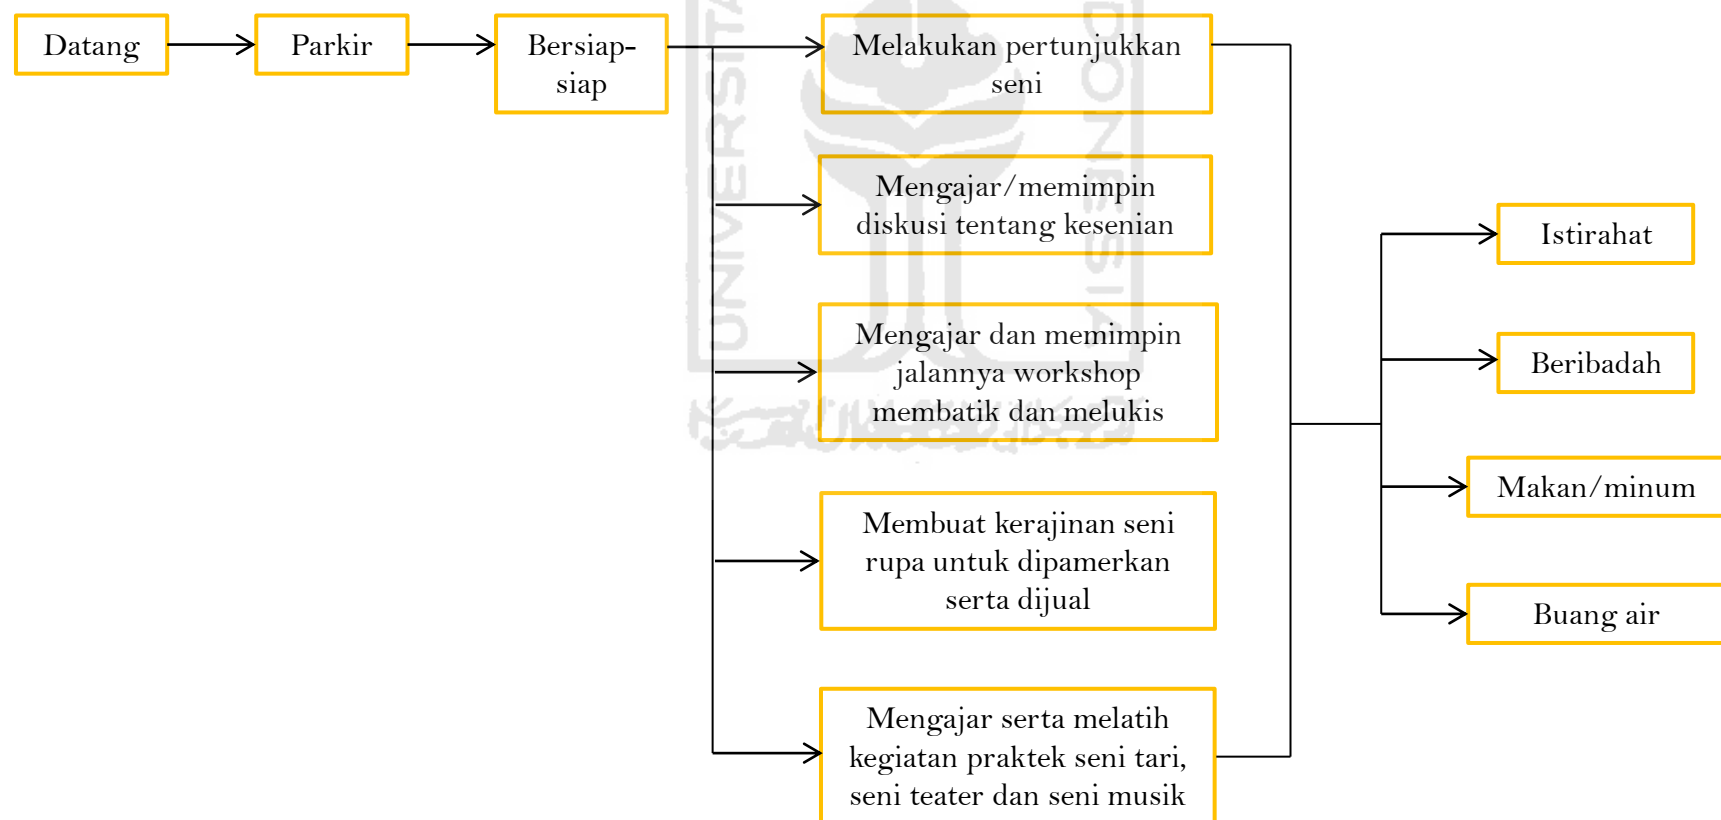 Datang
Parkir
Bersiap-
siap
Melakukan pertunjukkan
seni
Mengajar/memimpin
diskusi tentang kesenian
Mengajar dan memimpin
jalannya workshop
membatik dan melukis
Membuat kerajinan seni
rupa untuk dipamerkan
serta dijual
Mengajar serta melatih
kegiatan praktek seni tari,
seni teater dan seni musik
Istirahat
Beribadah
Makan/minum
Buang air